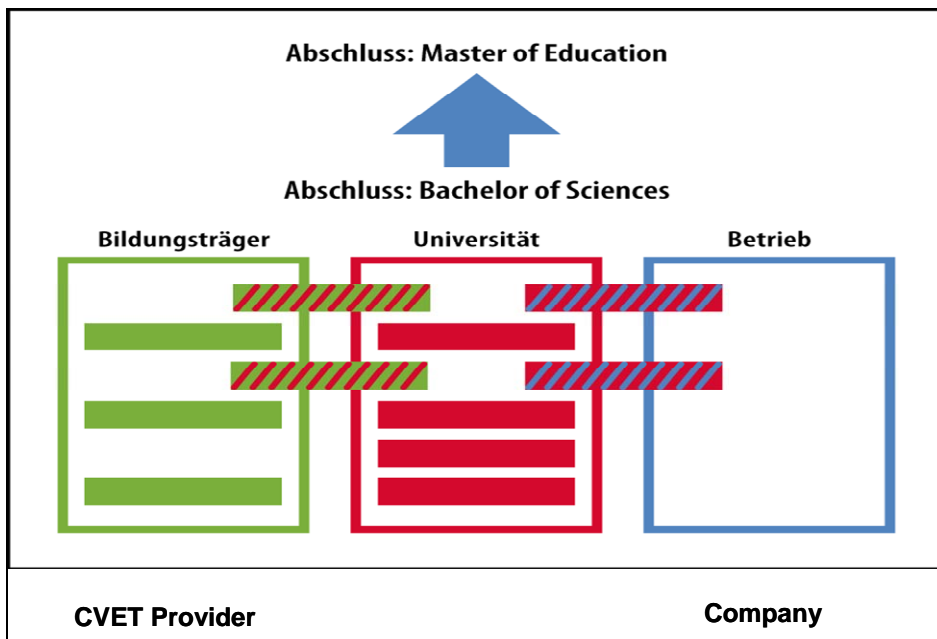 Abschluss: Master of Education
Abschluss: Bachelor of Sciences
Bildungsträger
Universität
Betrieb
CVET Provider
Company